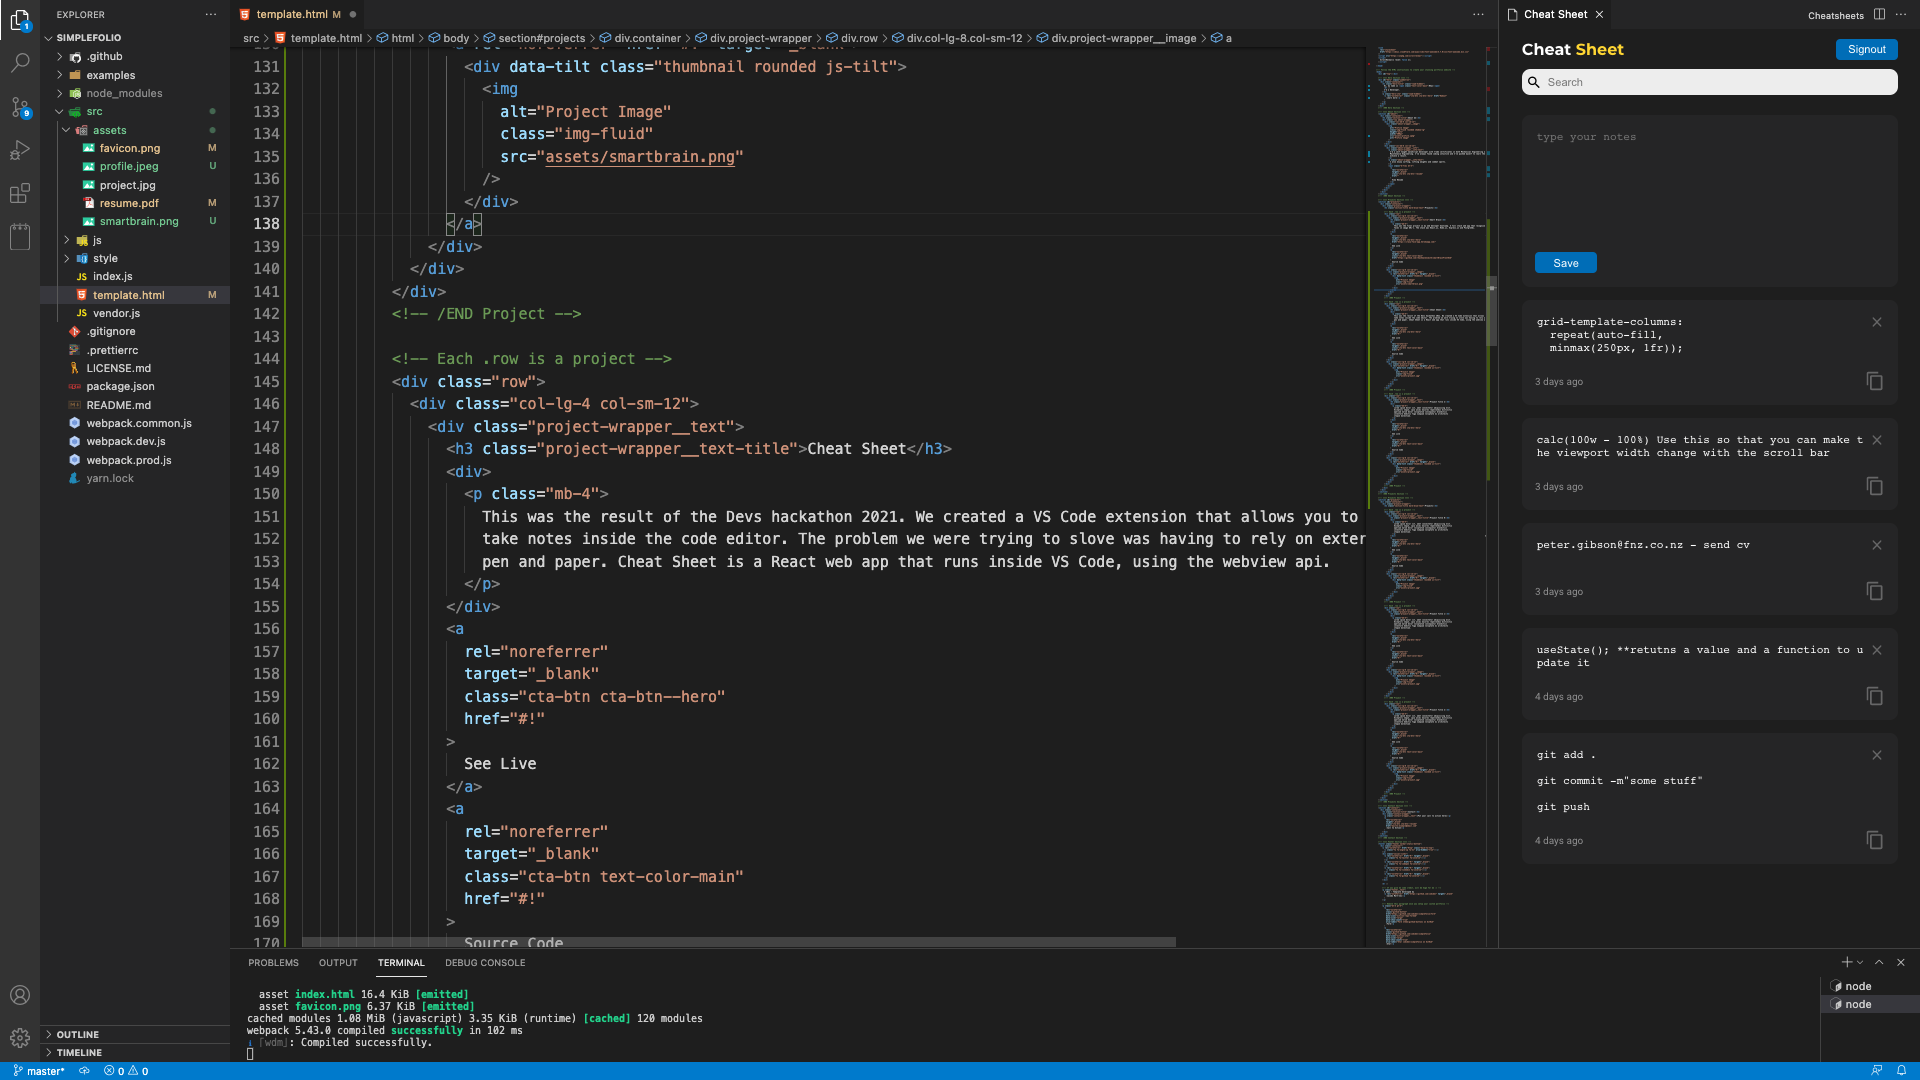 EXPLORER
SIMPLEFOLIO
.github
examples
node_modules
src
assets
favicon.png M
profile.jpeg U
project.jpg
resume.pdf M
smartbrain.png U
js
style
index.js
template.html M
vendor.js
.gitignore
.prettierrc
LICENSE.md
package.json
README.md
webpack.common.js
webpack.dev.js
webpack.prod.js
yarn.lock
OUTLINE
TIMELINE
template.html M
src > template.html > html > body > section#projects > div.container > div.project-wrapper > div.row > div.col-lg-8.col-sm-12 > div.project-wrapper__image > a
131 <div data-tilt class="thumbnail rounded js-tilt">
132 <img
133 alt="Project Image"
134 class="img-fluid"
135 src="assets/smartbrain.png"
136 />
137 </div>
138 </a>
139 </div>
140 </div>
141 </div>
142 <!-- /END Project -->
143
144 <!-- Each .row is a project -->
145 <div class="row">
146 <div class="col-lg-4 col-sm-12">
147 <div class="project-wrapper__text">
148 <h3 class="project-wrapper__text-title">Cheat Sheet</h3>
149 <div>
150 <p class="mb-4">
151 This was the result of the Devs hackathon 2021. We created a VS Code extension that allows you to
152 take notes inside the code editor. The problem we were trying to slove was having to rely on exter
153 pen and paper. Cheat Sheet is a React web app that runs inside VS Code, using the webview api.
154 </p>
155 </div>
156 <a
157 rel="noreferrer"
158 target="_blank"
159 class="cta-btn cta-btn--hero"
160 href="#!"
161 >
162 See Live
163 </a>
164 <a
165 rel="noreferrer"
166 target="_blank"
167 class="cta-btn text-color-main"
168 href="#!"
169 >
170 Source Code
PROBLEMS OUTPUT TERMINAL DEBUG CONSOLE
asset index.html 16.4 KiB [emitted]
asset favicon.png 6.37 KiB [emitted]
cached modules 1.08 MiB (javascript) 3.35 KiB (runtime) [cached] 120 modules
webpack 5.43.0 compiled successfully in 102 ms
i ｢wdm｣: Compiled successfully.
node
node
Cheat Sheet
Cheatsheets
Cheat Sheet
Signout
Search
type your notes
Save
grid-template-columns:
repeat(auto-fill,
minmax(250px, 1fr));
3 days ago
calc(100w - 100%) Use this so that you can make t
he viewport width change with the scroll bar
3 days ago
peter.gibson@fnz.co.nz - send cv
3 days ago
useState(); **retutns a value and a function to u
pdate it
4 days ago
git add .
git commit -m"some stuff"
git push
4 days ago
1
9
master* 0 0